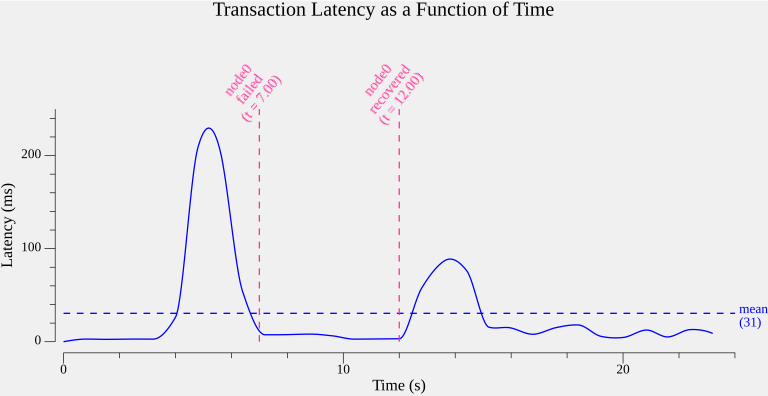 Transaction Latency as a Function of Time
node0
failed
(t = 7.00)
node0
recovered
(t = 12.00)
200
100
0
Latency (ms)
mean
(31)
0
10
20
Time (s)